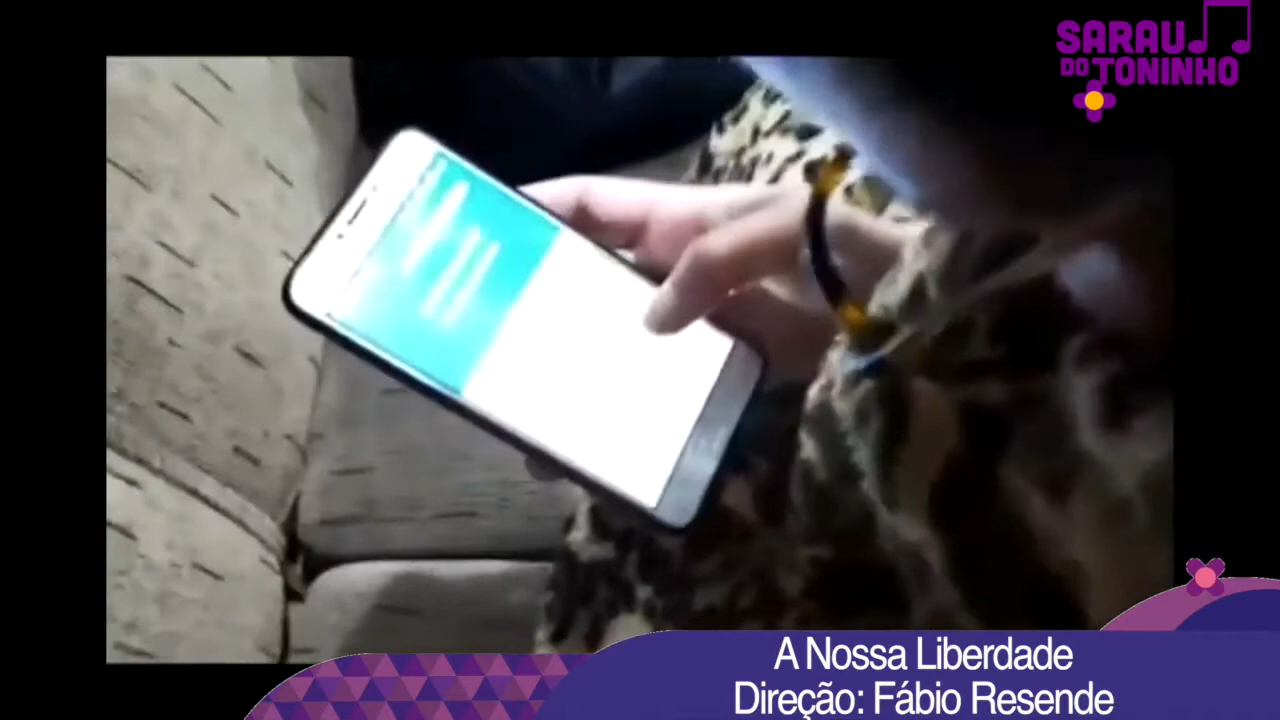 SARAU
DO TONINHO
A Nossa Liberdade
Direção: Fábio Resende